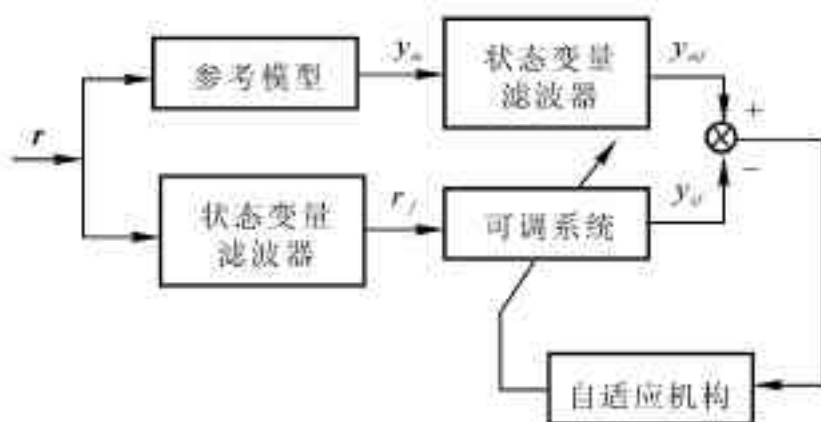 参考模型
y_m
状态变量
滤波器
y_mf
+
r
−
状态变量
滤波器
r_f
可调系统
y_sf
自适应机构